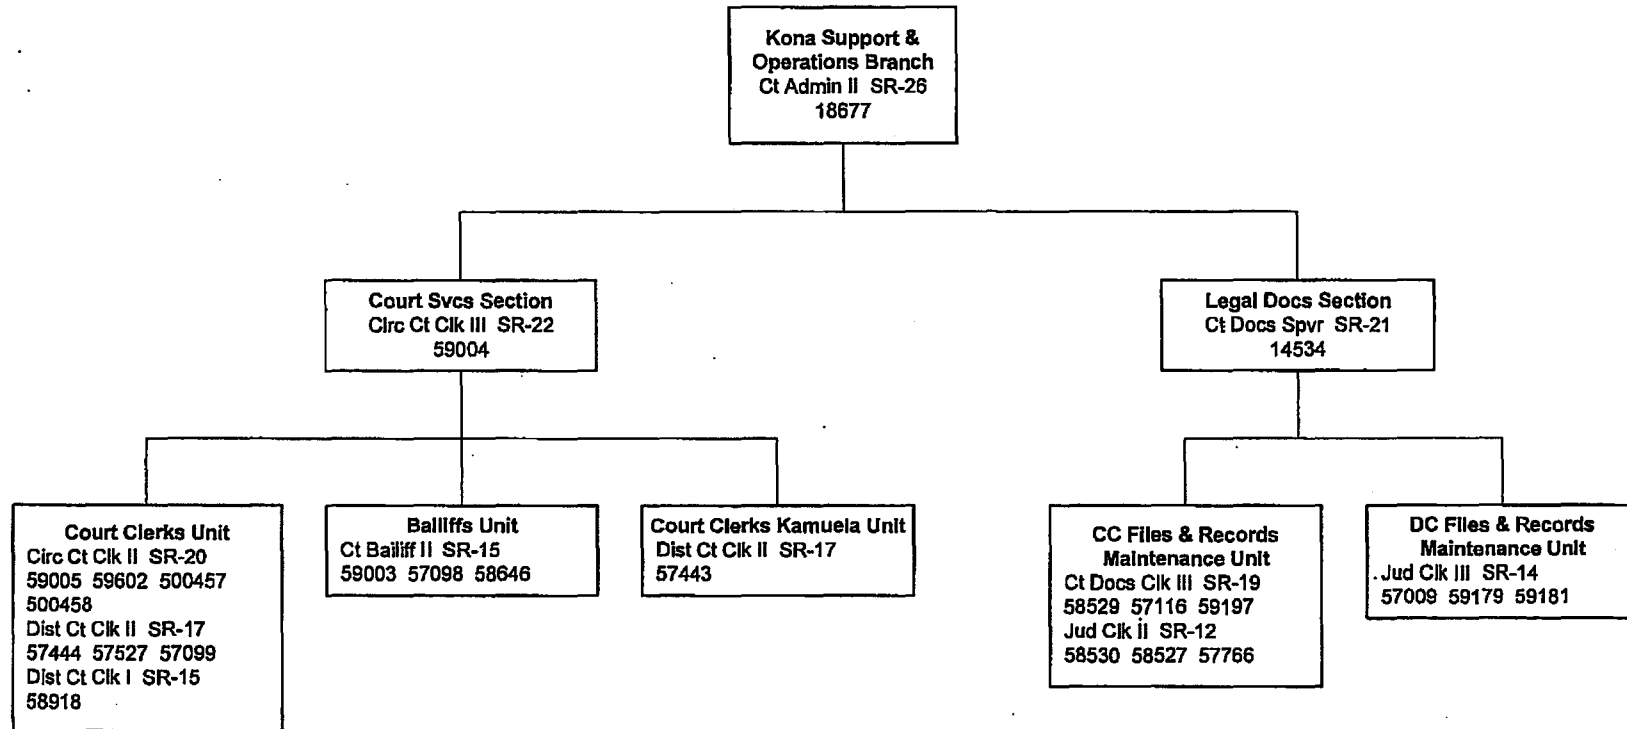 Kona Support &
Operations Branch
Ct Admin II SR-26
18677
Court Svcs Section
Circ Ct Clk III SR-22
59004
Legal Docs Section
Ct Docs Spvr SR-21
14534
Court Clerks Unit
Circ Ct Clk II SR-20
59005 59602 500457
500458
Dist Ct Clk II SR-17
57444 57527 57099
Dist Ct Clk I SR-15
58918
Bailiffs Unit
Ct Bailiff II SR-15
59003 57098 58646
Court Clerks Kamuela Unit
Dist Ct Clk II SR-17
57443
CC Files & Records
Maintenance Unit
Ct Docs Clk III SR-19
58529 57116 59197
Jud Clk II SR-12
58530 58527 57766
DC Files & Records
Maintenance Unit
Jud Clk III SR-14
57009 59179 59181